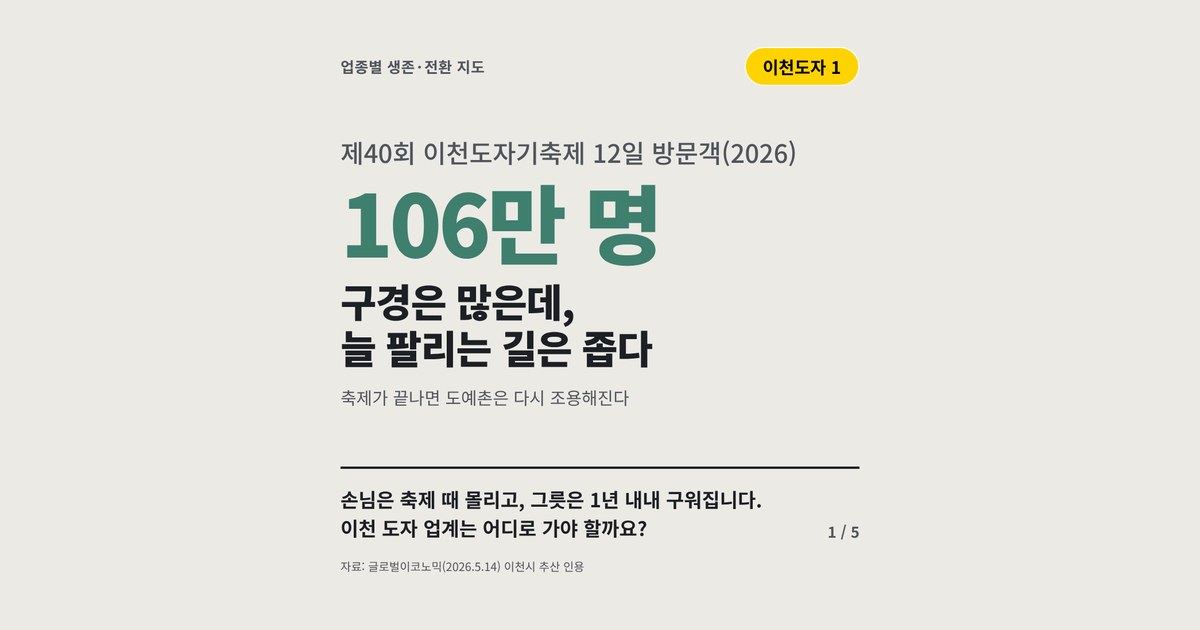 업종별 생존·전환 지도
이천도자 1
제40회 이천도자기축제 12일 방문객(2026)
106만 명
구경은 많은데,
늘 팔리는 길은 좁다
축제가 끝나면 도예촌은 다시 조용해진다
손님은 축제 때 몰리고, 그릇은 1년 내내 구워집니다.
이천 도자 업계는 어디로 가야 할까요?
1 / 5
자료: 글로벌이코노믹(2026.5.14) 이천시 추산 인용